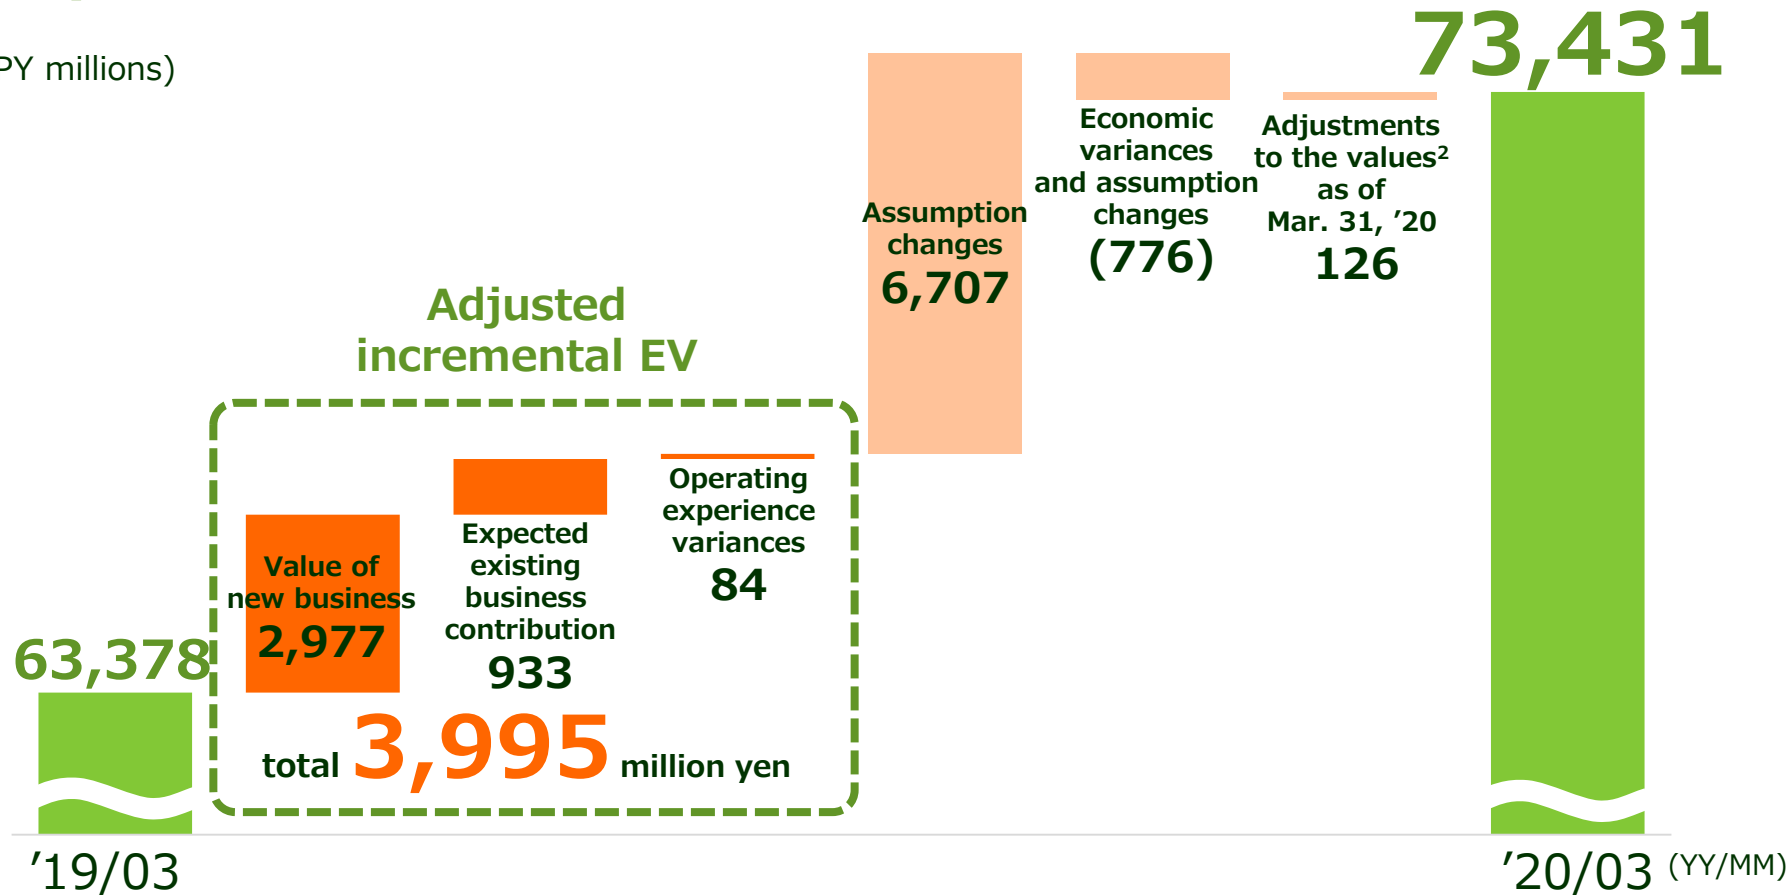 PY millions)
73,431
Economic
variances
and assumption
changes
(776)
Adjustments
to the values²
as of
Mar. 31, ’20
126
Assumption
changes
6,707
Adjusted
incremental EV
Value of
new business
2,977
Expected
existing
business
contribution
933
Operating
experience
variances
84
63,378
total 3,995 million yen
’19/03
’20/03 (YY/MM)